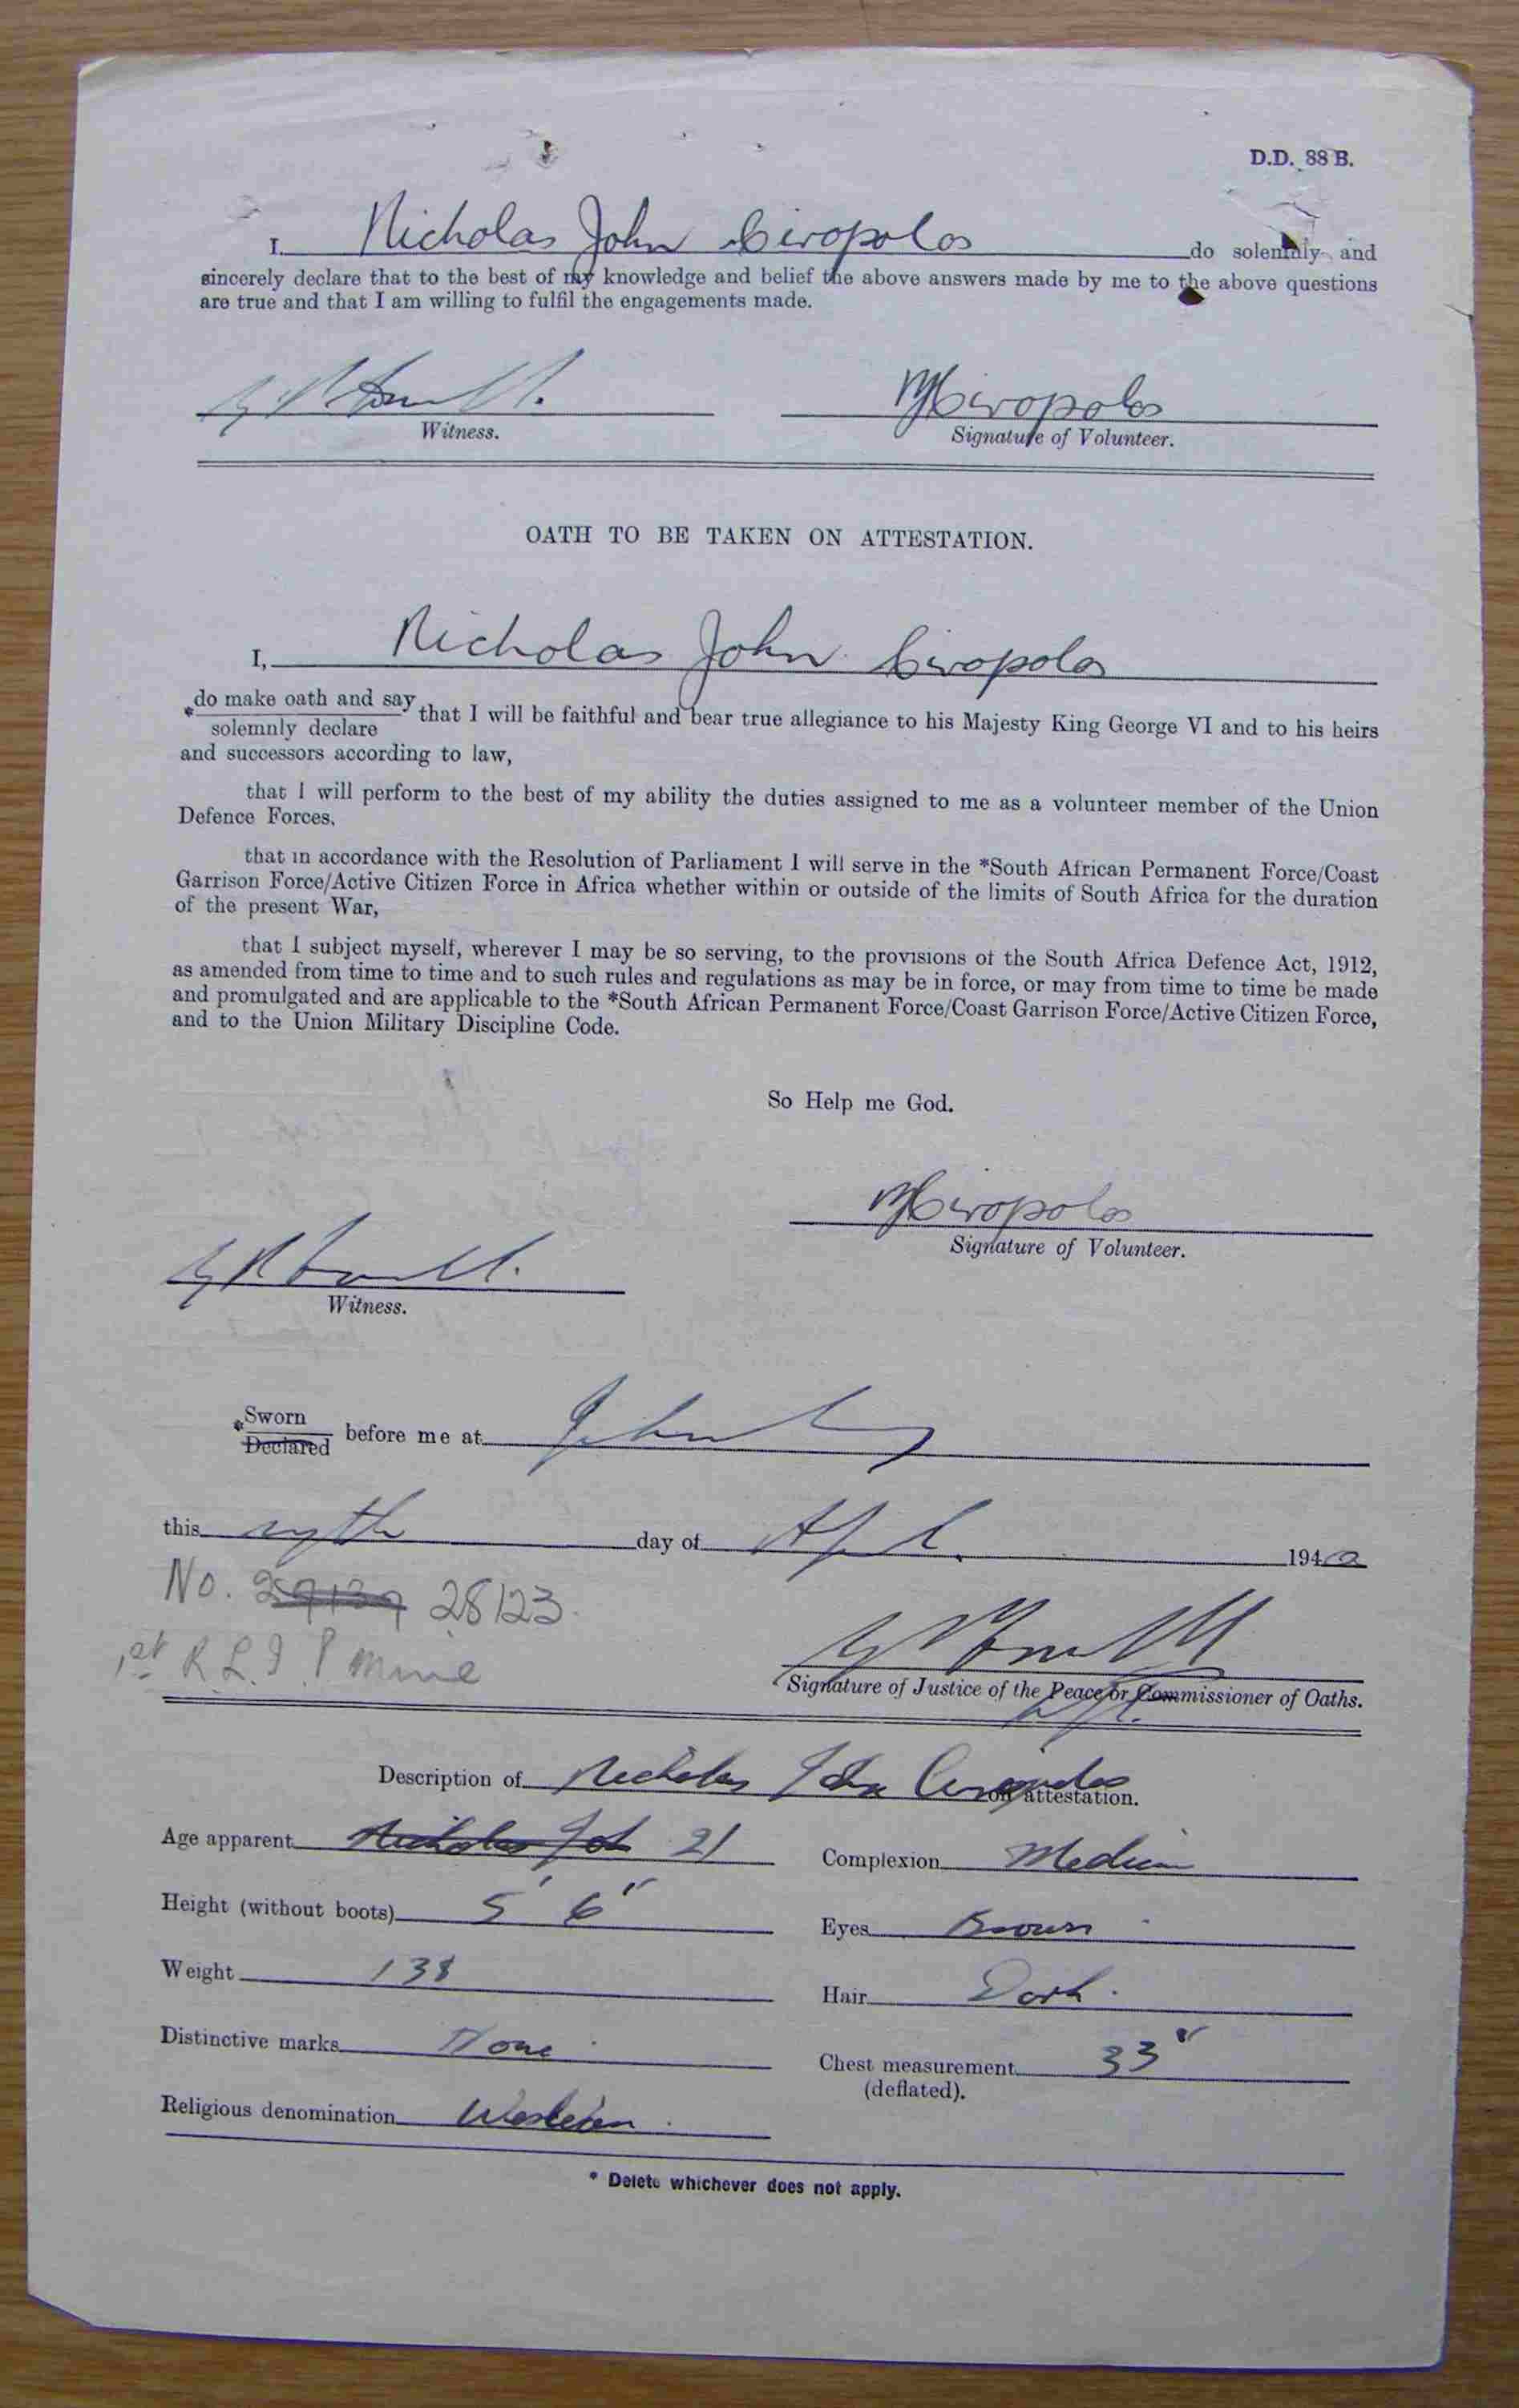 D.D. 88 B.
I, Nicholas John Ciropolos do solemnly and
sincerely declare that to the best of my knowledge and belief the above answers made by me to the above questions
are true and that I am willing to fulfil the engagements made.
NJCiropolos
Witness.
Signature of Volunteer.
OATH TO BE TAKEN ON ATTESTATION.
I, Nicholas John Ciropolos
*do make oath and say
solemnly declare
that I will be faithful and bear true allegiance to his Majesty King George VI and to his heirs
and successors according to law,
that I will perform to the best of my ability the duties assigned to me as a volunteer member of the Union
Defence Forces,
that in accordance with the Resolution of Parliament I will serve in the *South African Permanent Force/Coast
Garrison Force/Active Citizen Force in Africa whether within or outside of the limits of South Africa for the duration
of the present War,
that I subject myself, wherever I may be so serving, to the provisions of the South Africa Defence Act, 1912,
as amended from time to time and to such rules and regulations as may be in force, or may from time to time be made
and promulgated and are applicable to the *South African Permanent Force/Coast Garrison Force/Active Citizen Force,
and to the Union Military Discipline Code.
So Help me God.
NJCiropolos
Signature of Volunteer.
Witness.
*Sworn
Declared
before me at
this day of April. 1940
No. 29139 28123.
1st R.L.I. P mine
Signature of Justice of the Peace or Commissioner of Oaths.
Description of Nicholas John Ciropolos on attestation.
Age apparent Nicholas Joh 21
Complexion Medium
Height (without boots) 5' 6"
Eyes Brown
Weight 138
Hair Dark.
Distinctive marks None
Chest measurement 33"
(deflated).
Religious denomination Wesleian.
* Delete whichever does not apply.